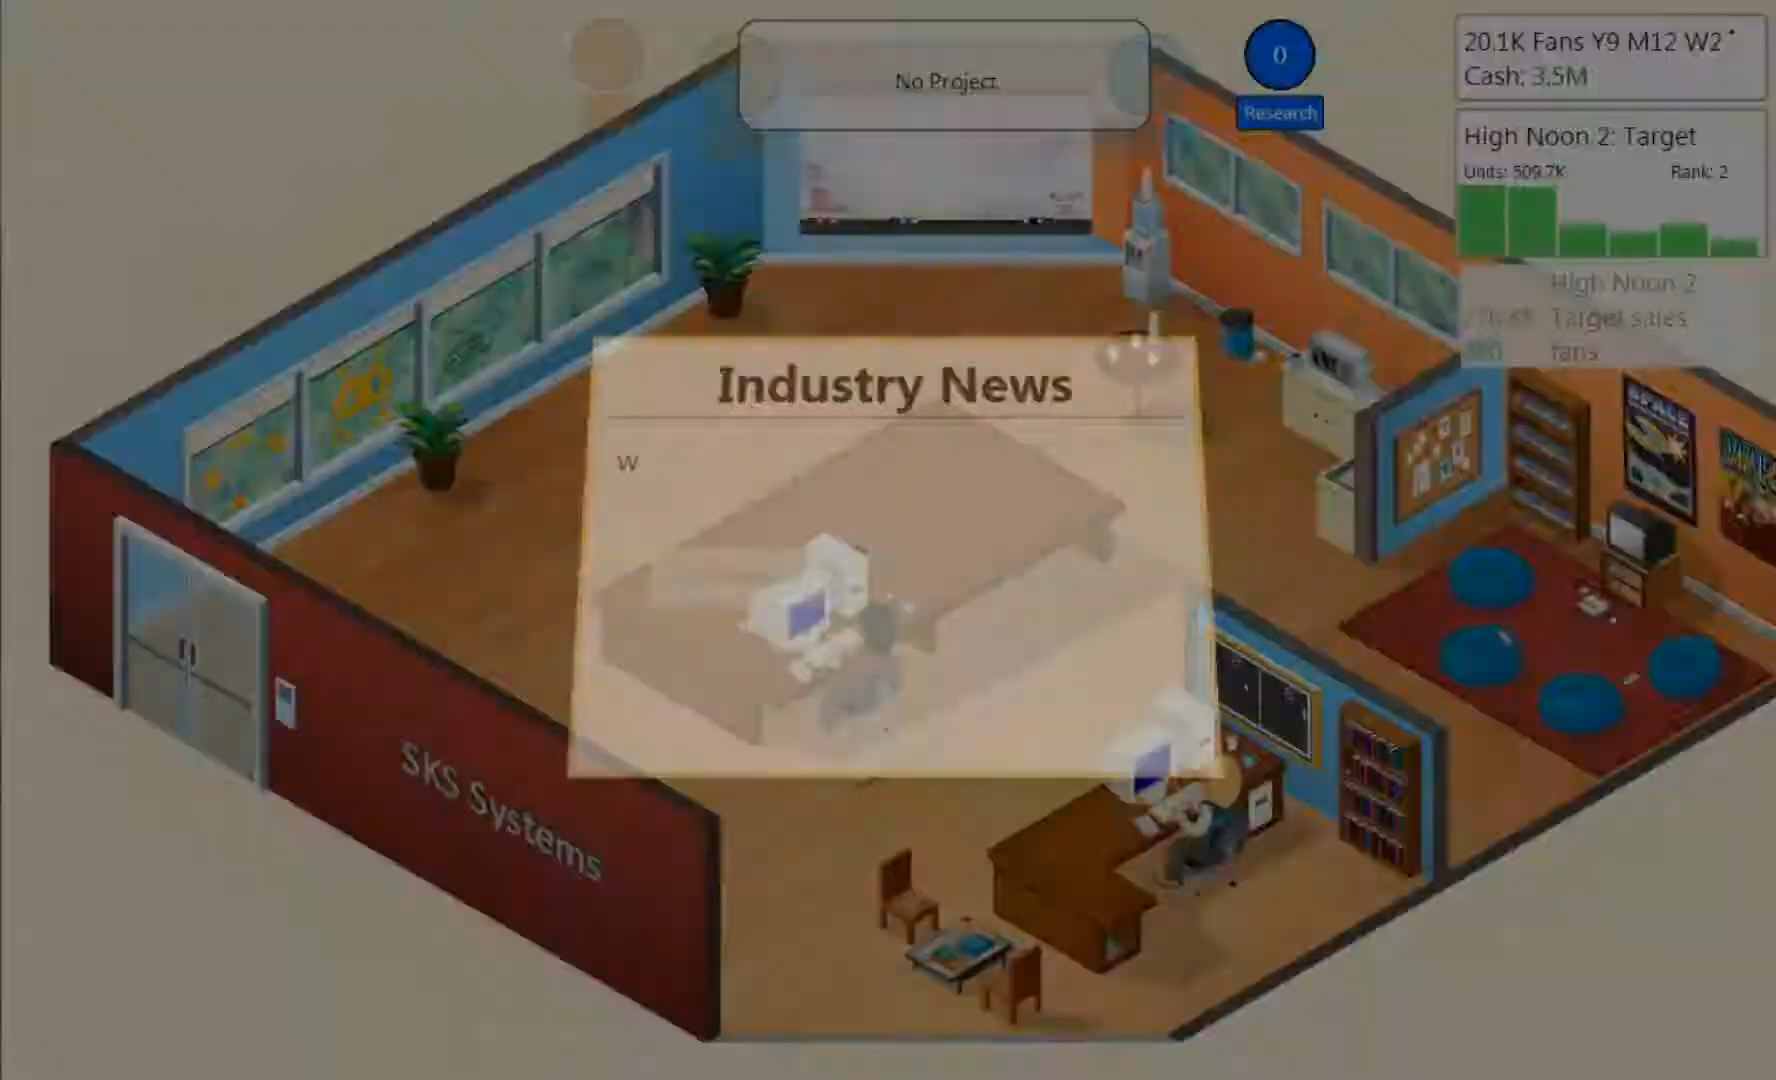 No Project
0
Research
20.1K Fans Y9 M12 W2
Cash: 3.5M
High Noon 2: Target
Units: 509.7K Rank: 2
High Noon 2
Target sales
fans
Industry News
W
SPACE
SKS Systems